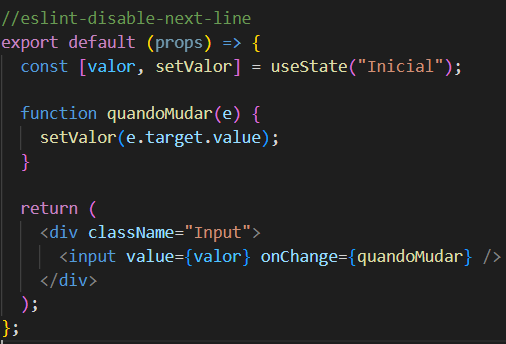 //eslint-disable-next-line
export default (props) => {
  const [valor, setValor] = useState("Inicial");
  function quandoMudar(e) {
    setValor(e.target.value);
  }
  return (
    <div className="Input">
      <input value={valor} onChange={quandoMudar} />
    </div>
  );
};